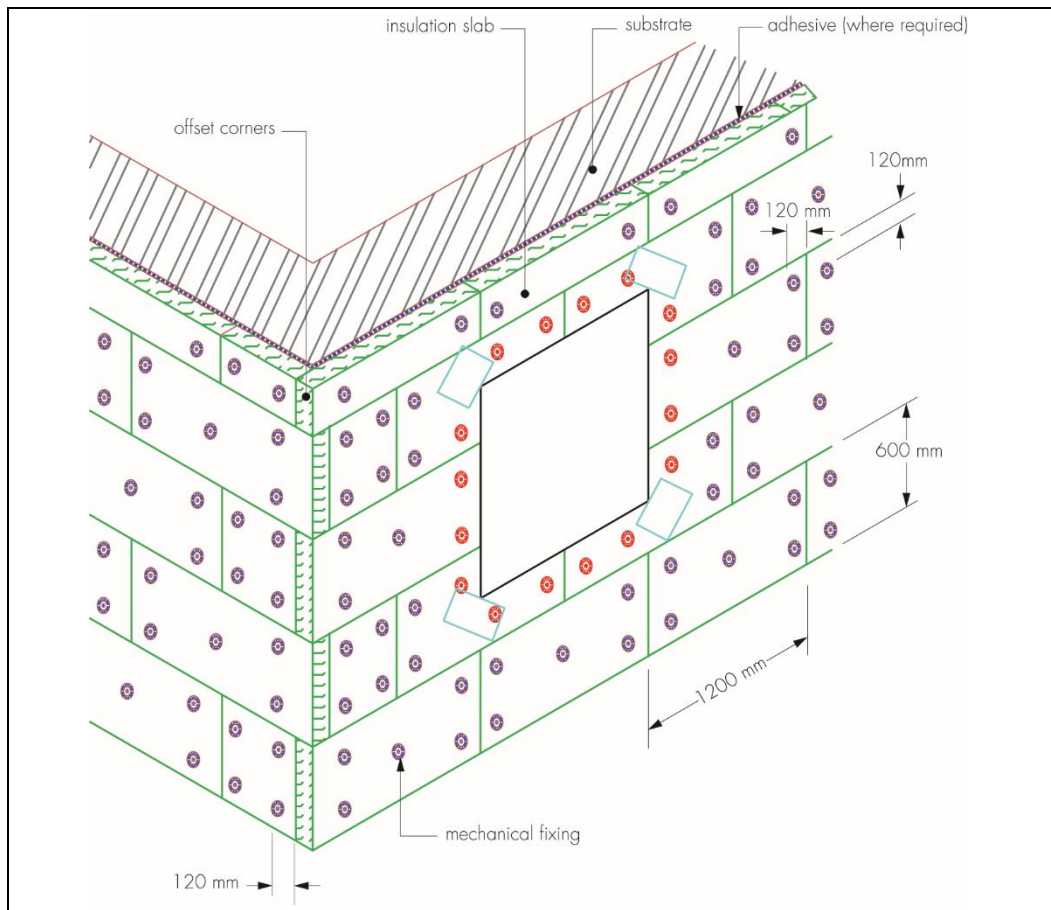 insulation slab
substrate
adhesive (where required)
offset corners
120mm
120 mm
600 mm
1200 mm
mechanical fixing
120 mm